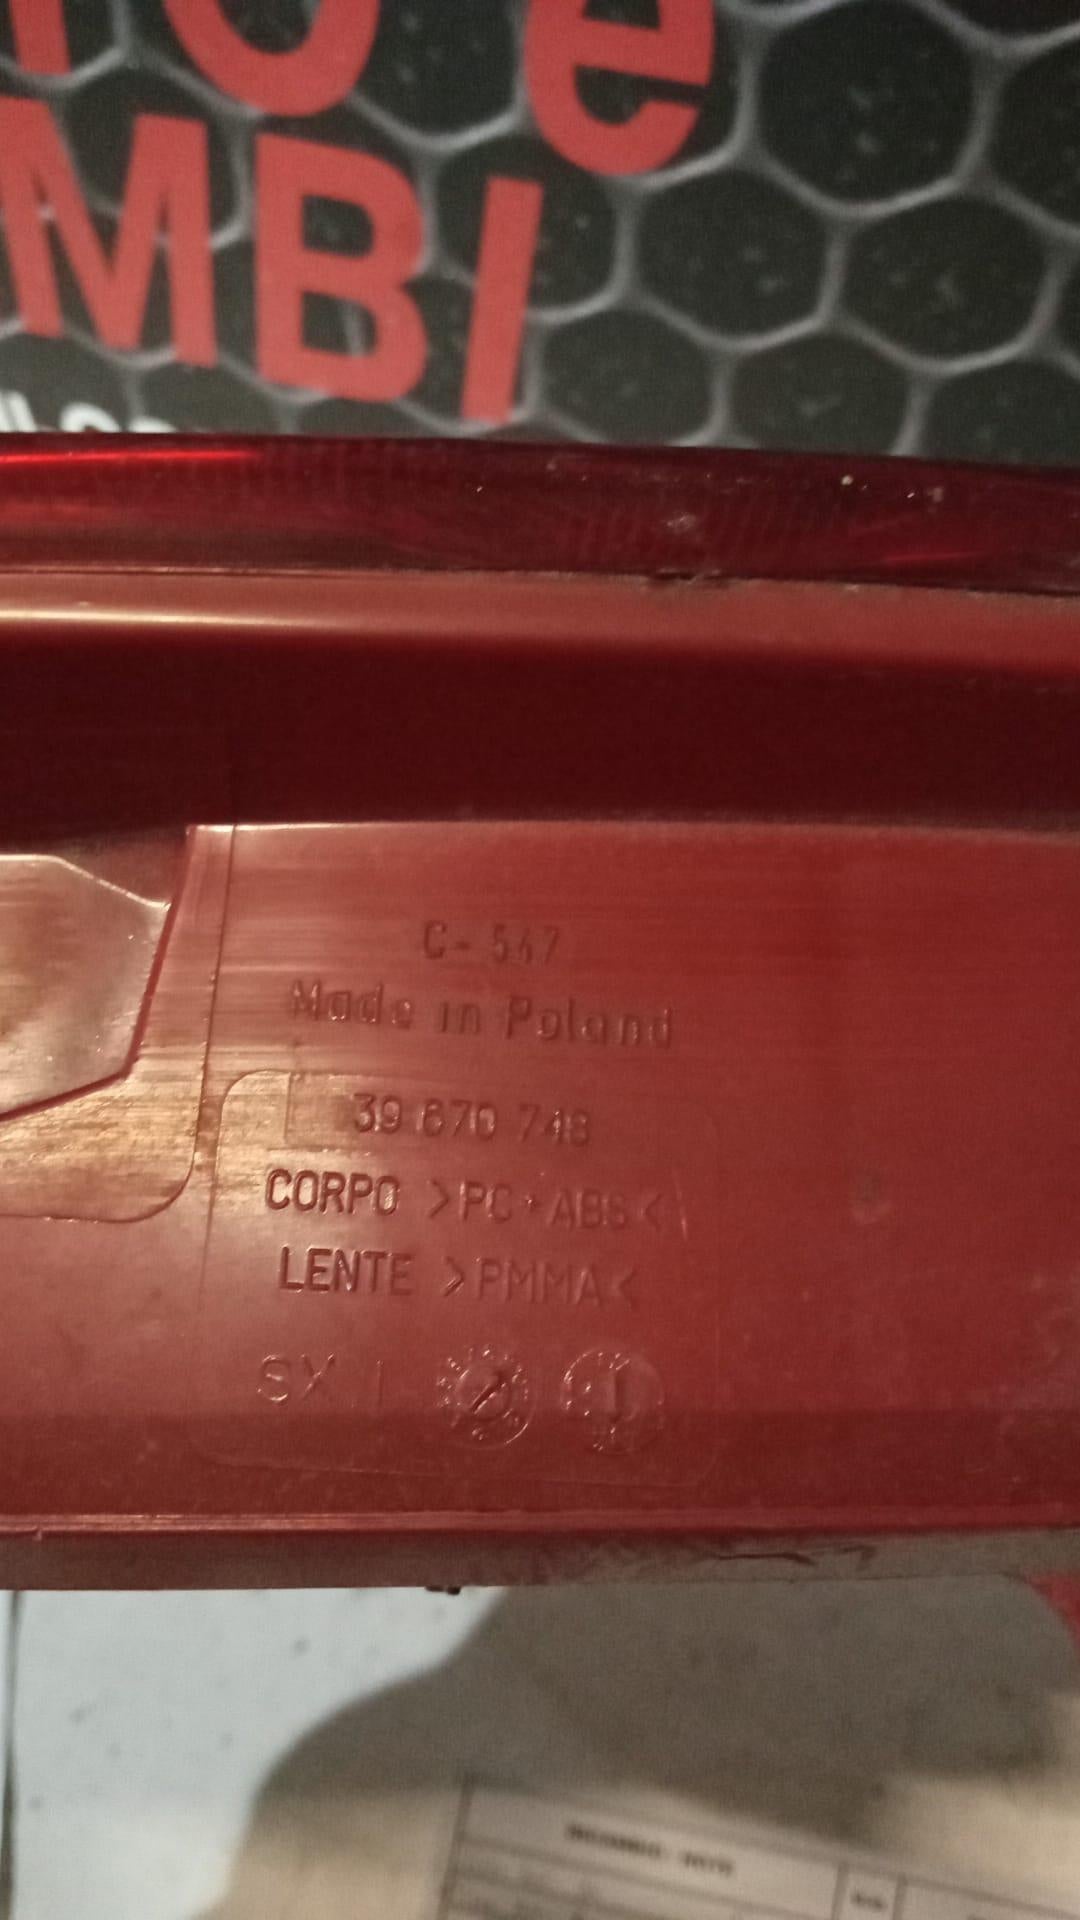 MBI
C- 547
Made in Poland
39 670 748
CORPO >PC+ABS<
LENTE >PMMA<
SX 1